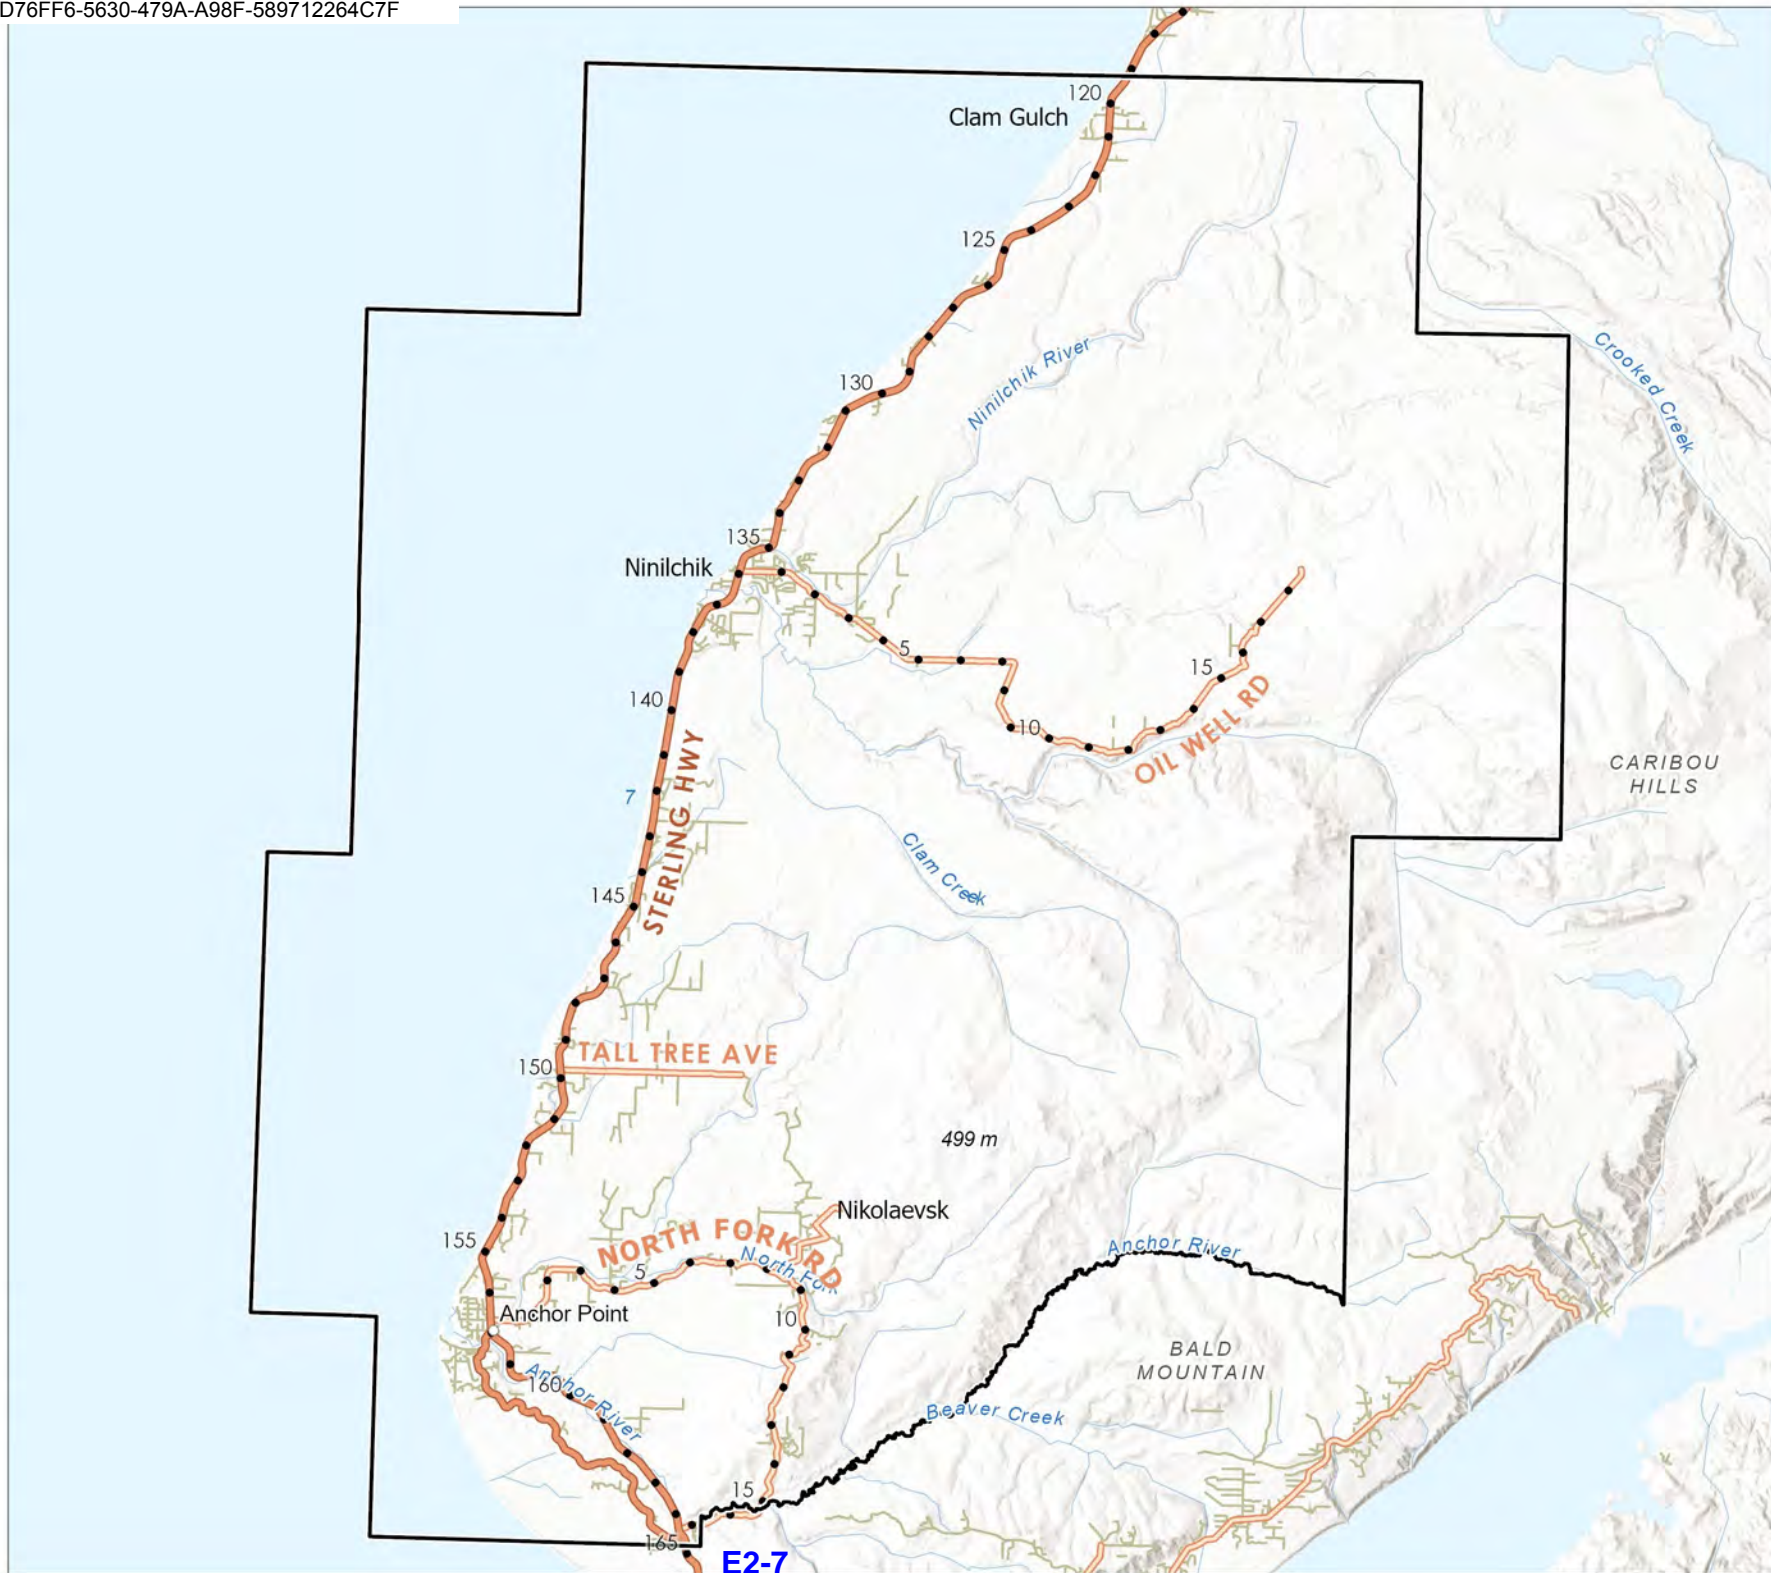 D76FF6-5630-479A-A98F-589712264C7F
120
Clam Gulch
125
Ninilchik River
Crooked Creek
130
135
Ninilchik
5
15
140
10
OIL WELL RD
CARIBOU
HILLS
7
STERLING HWY
Clam Creek
145
TALL TREE AVE
150
499 m
Nikolaevsk
155
NORTH FORK RD
North Fork
Anchor River
5
Anchor Point
10
BALD
MOUNTAIN
160
Anchor River
Beaver Creek
15
165
E2-7